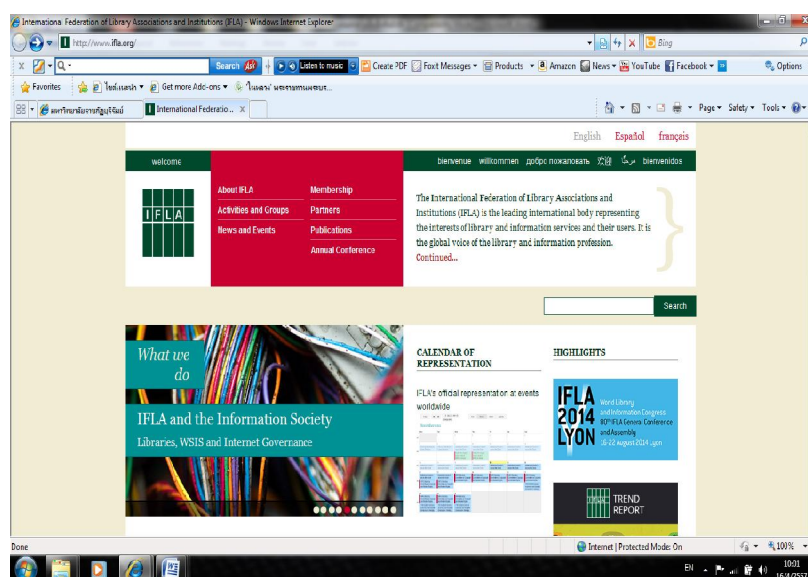 International Federation of Library Associations and Institutions (IFLA) - Windows Internet Explorer
http://www.ifla.org/
Bing
Search
Listen to music
Create PDF
Foxit Messages
Products
Amazon
News
YouTube
Facebook
Options
Favorites
Get more Add-ons
International Federatio...
Page
Safety
Tools
English Español français
welcome
bienvenue willkommen добро пожаловать 欢迎 bienvenidos
IFLA
About IFLA
Activities and Groups
News and Events
Membership
Partners
Publications
Annual Conference
The International Federation of Library Associations and
Institutions (IFLA) is the leading international body representing
the interests of library and information services and their users. It is
the global voice of the library and information profession.
Continued...
Search
What we
do
IFLA and the Information Society
Libraries, WSIS and Internet Governance
CALENDAR OF
REPRESENTATION
IFLA's official representation at events
worldwide
HIGHLIGHTS
IFLA
2014
LYON
World Library
and Information Congress
80th IFLA General Conference
and Assembly
16-22 august 2014 Lyon
TREND
REPORT
Done
Internet | Protected Mode: On
100%
EN
10:01
16/4/2557